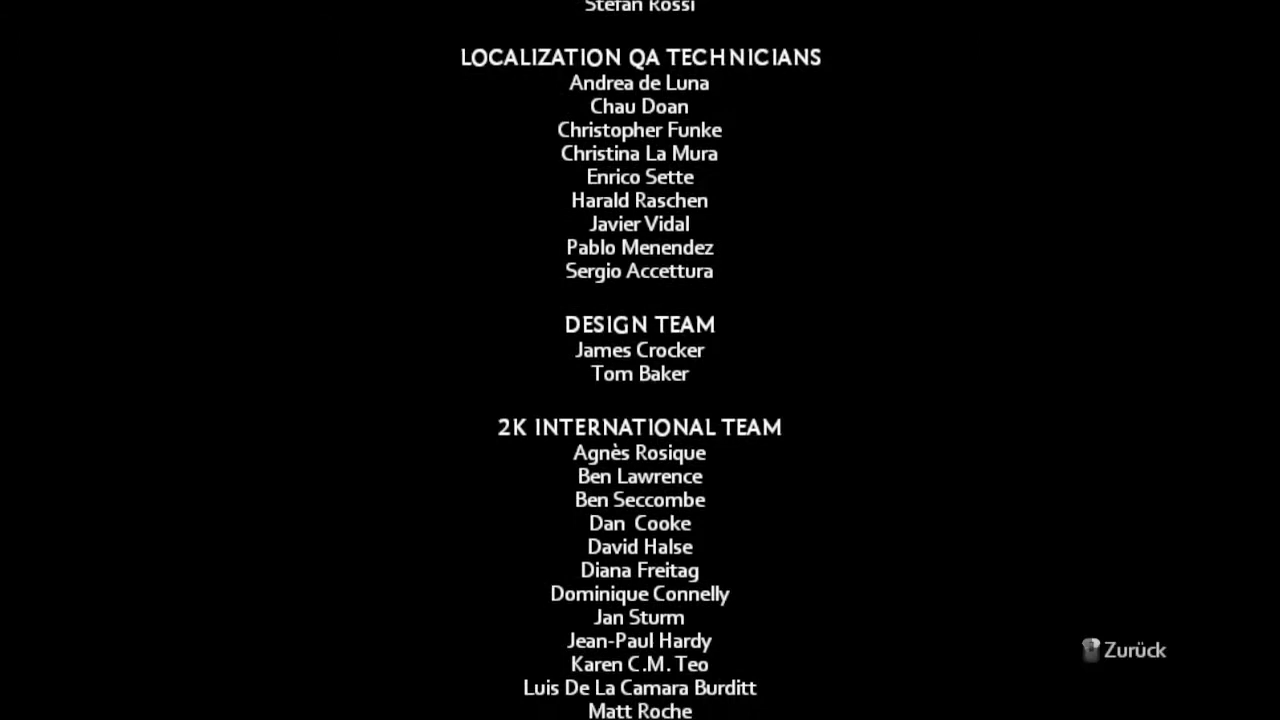 Stefan Rossi
LOCALIZATION QA TECHNICIANS
Andrea de Luna
Chau Doan
Christopher Funke
Christina La Mura
Enrico Sette
Harald Raschen
Javier Vidal
Pablo Menendez
Sergio Accettura
DESIGN TEAM
James Crocker
Tom Baker
2K INTERNATIONAL TEAM
Agnès Rosique
Ben Lawrence
Ben Seccombe
Dan  Cooke
David Halse
Diana Freitag
Dominique Connelly
Jan Sturm
Jean-Paul Hardy
Zurück
Karen C.M. Teo
Luis De La Camara Burditt
Matt Roche